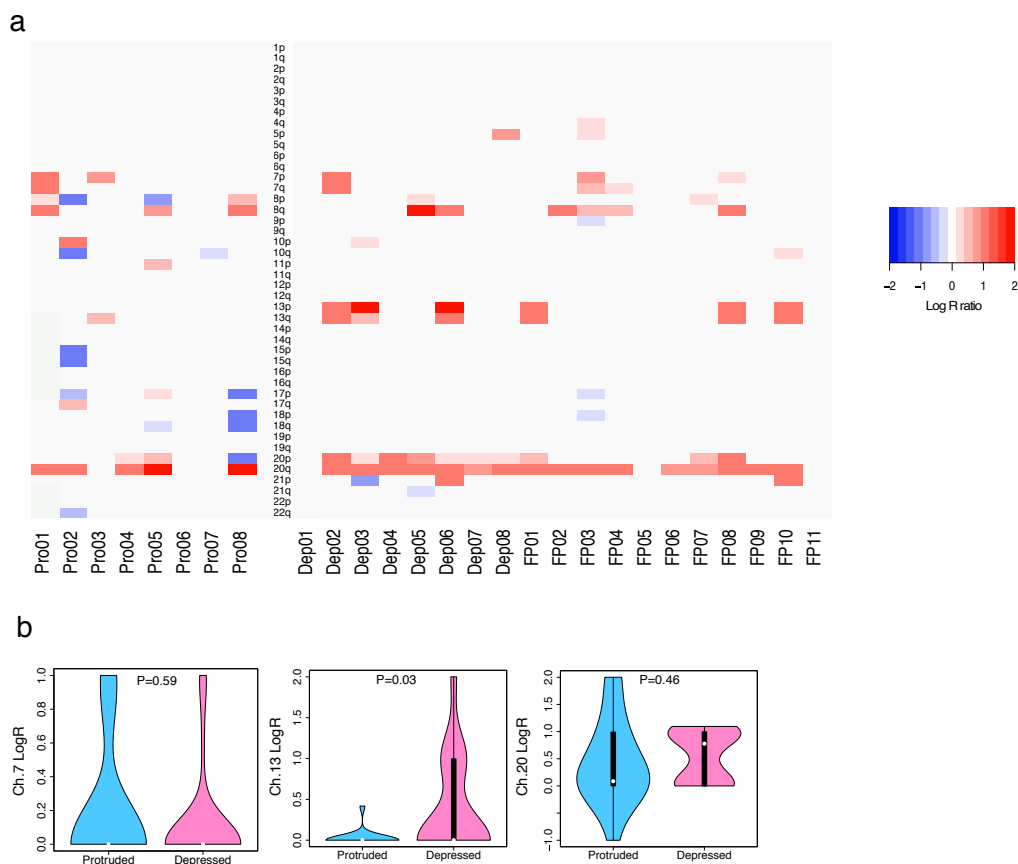 a
1p
1q
2p
2q
3p
3q
4p
4q
5p
5q
6p
6q
7p
7q
8p
8q
9p
9q
10p
10q
11p
11q
12p
12q
13p
13q
14p
14q
15p
15q
16p
16q
17p
17q
18p
18q
19p
19q
20p
20q
21p
21q
22p
22q
Pro01 Pro02 Pro03 Pro04 Pro05 Pro06 Pro07 Pro08 Dep01 Dep02 Dep03 Dep04 Dep05 Dep06 Dep07 Dep08 FP01 FP02 FP03 FP04 FP05 FP06 FP07 FP08 FP09 FP10 FP11
−2 −1 0 1 2
Log R ratio
b
Ch.7 LogR
0.0 0.2 0.4 0.6 0.8 1.0
P=0.59
Protruded Depressed
Ch.13 LogR
0.0 0.5 1.0 1.5 2.0
P=0.03
Protruded Depressed
Ch.20 LogR
−1.0 0.0 0.5 1.0 1.5 2.0
P=0.46
Protruded Depressed